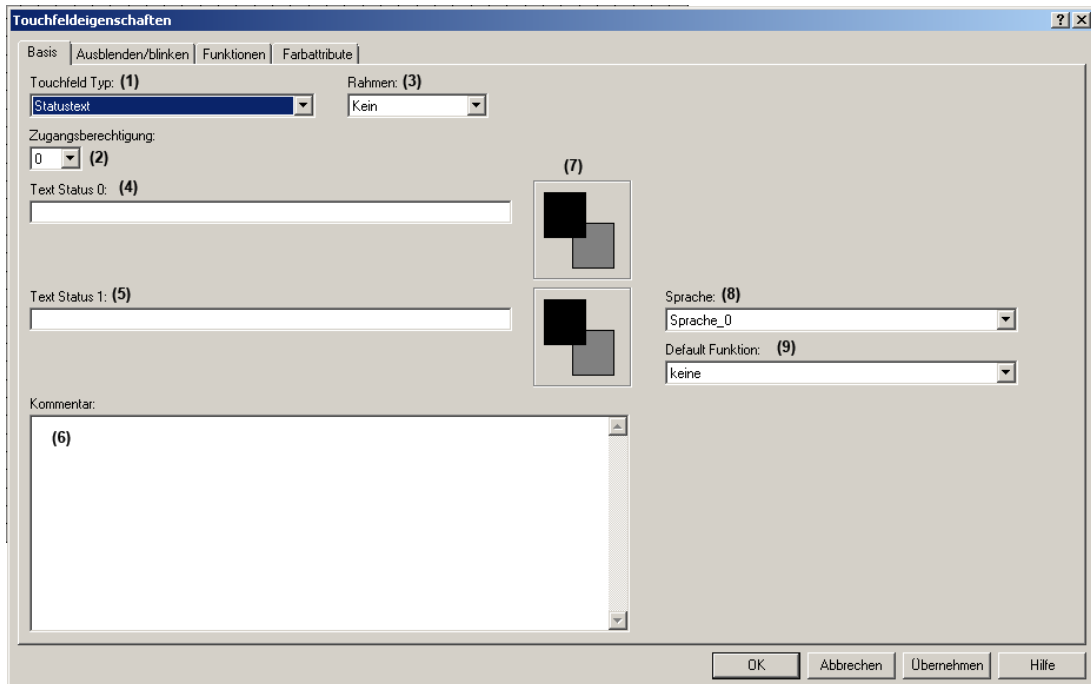 Touchfeldeigenschaften
Basis Ausblenden/blinken Funktionen Farbattribute
Touchfeld Typ: (1) Rahmen: (3)
Statustext Kein
Zugangsberechtigung:
0 (2)
(7)
Text Status 0: (4)
Text Status 1: (5) Sprache: (8)
Sprache_0
Default Funktion: (9)
keine
Kommentar:
(6)
OK Abbrechen Übernehmen Hilfe